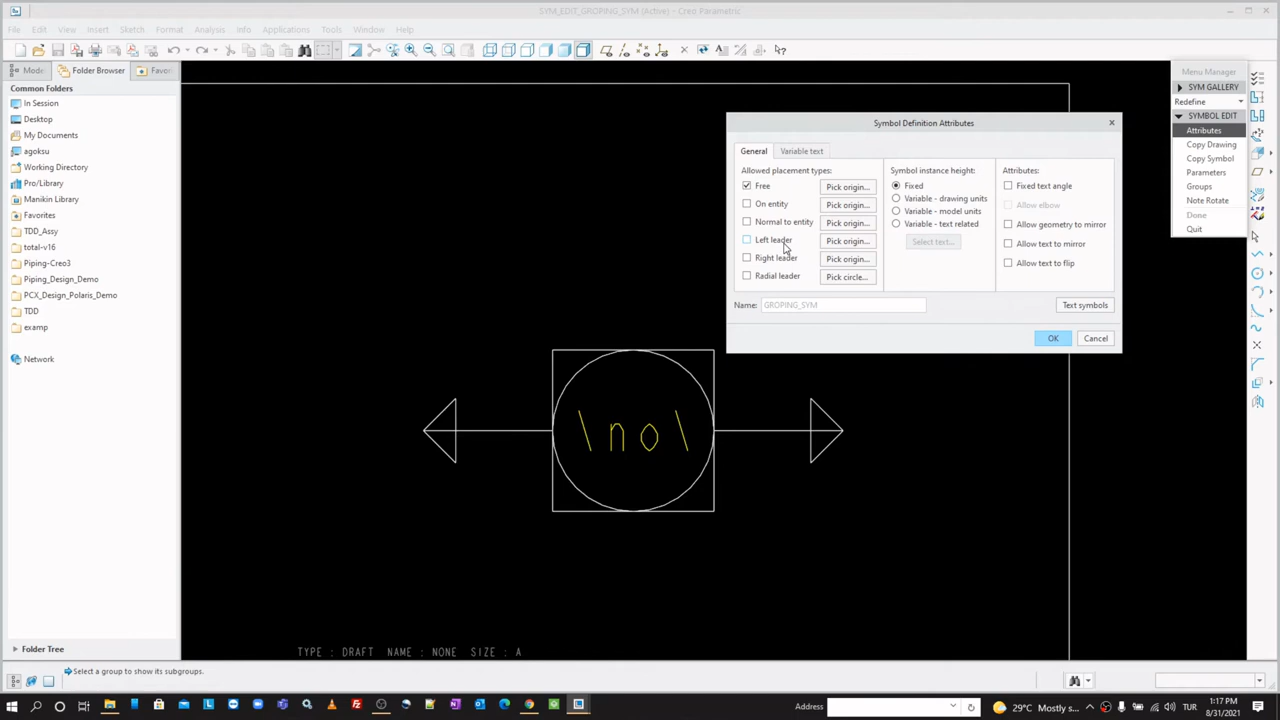 SYM_EDIT_GROPING_SYM (Active) - Creo Parametric
File Edit View Insert Sketch Format Analysis Info Applications Tools Window Help
Mode Folder Browser Favor
Common Folders
In Session
Desktop
My Documents
agoksu
Working Directory
Pro/Library
Manikin Library
Favorites
TDD_Assy
total-v16
Piping-Creo3
Piping_Design_Demo
PCX_Design_Polaris_Demo
TDD
examp
Network
Folder Tree
Menu Manager
SYM GALLERY
Redefine
SYMBOL EDIT
Attributes
Copy Drawing
Copy Symbol
Parameters
Groups
Note Rotate
Done
Quit
Symbol Definition Attributes
General Variable text
Allowed placement types:
Free Pick origin...
On entity Pick origin...
Normal to entity Pick origin...
Left leader Pick origin...
Right leader Pick origin...
Radial leader Pick circle...
Symbol instance height:
Fixed
Variable - drawing units
Variable - model units
Variable - text related
Select text...
Attributes:
Fixed text angle
Allow elbow
Allow geometry to mirror
Allow text to mirror
Allow text to flip
Name: GROPING_SYM
Text symbols
OK Cancel
\no\
TYPE : DRAFT NAME : NONE SIZE : A
Select a group to show its subgroups.
Address
29°C Mostly s...
TUR
1:17 PM
8/31/2021